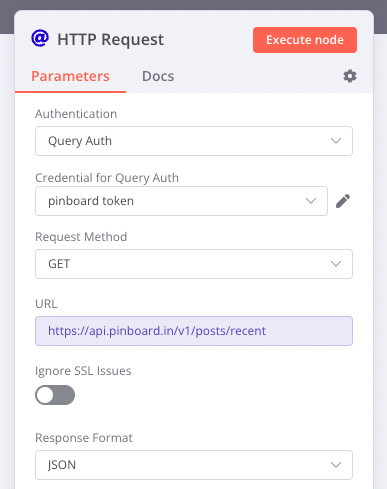 HTTP Request
Execute node
Parameters
Docs
Authentication
Query Auth
Credential for Query Auth
pinboard token
Request Method
GET
URL
https://api.pinboard.in/v1/posts/recent
Ignore SSL Issues
Response Format
JSON